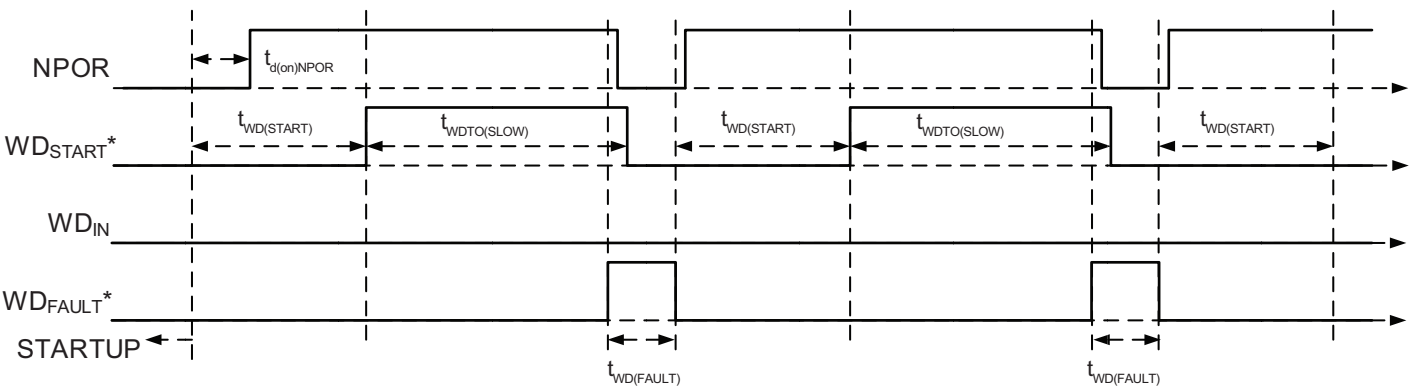 NPOR
t_d(on)NPOR
WD_START*
t_WD(START)
t_WDTO(SLOW)
t_WD(START)
t_WDTO(SLOW)
t_WD(START)
WD_IN
WD_FAULT*
STARTUP
t_WD(FAULT)
t_WD(FAULT)